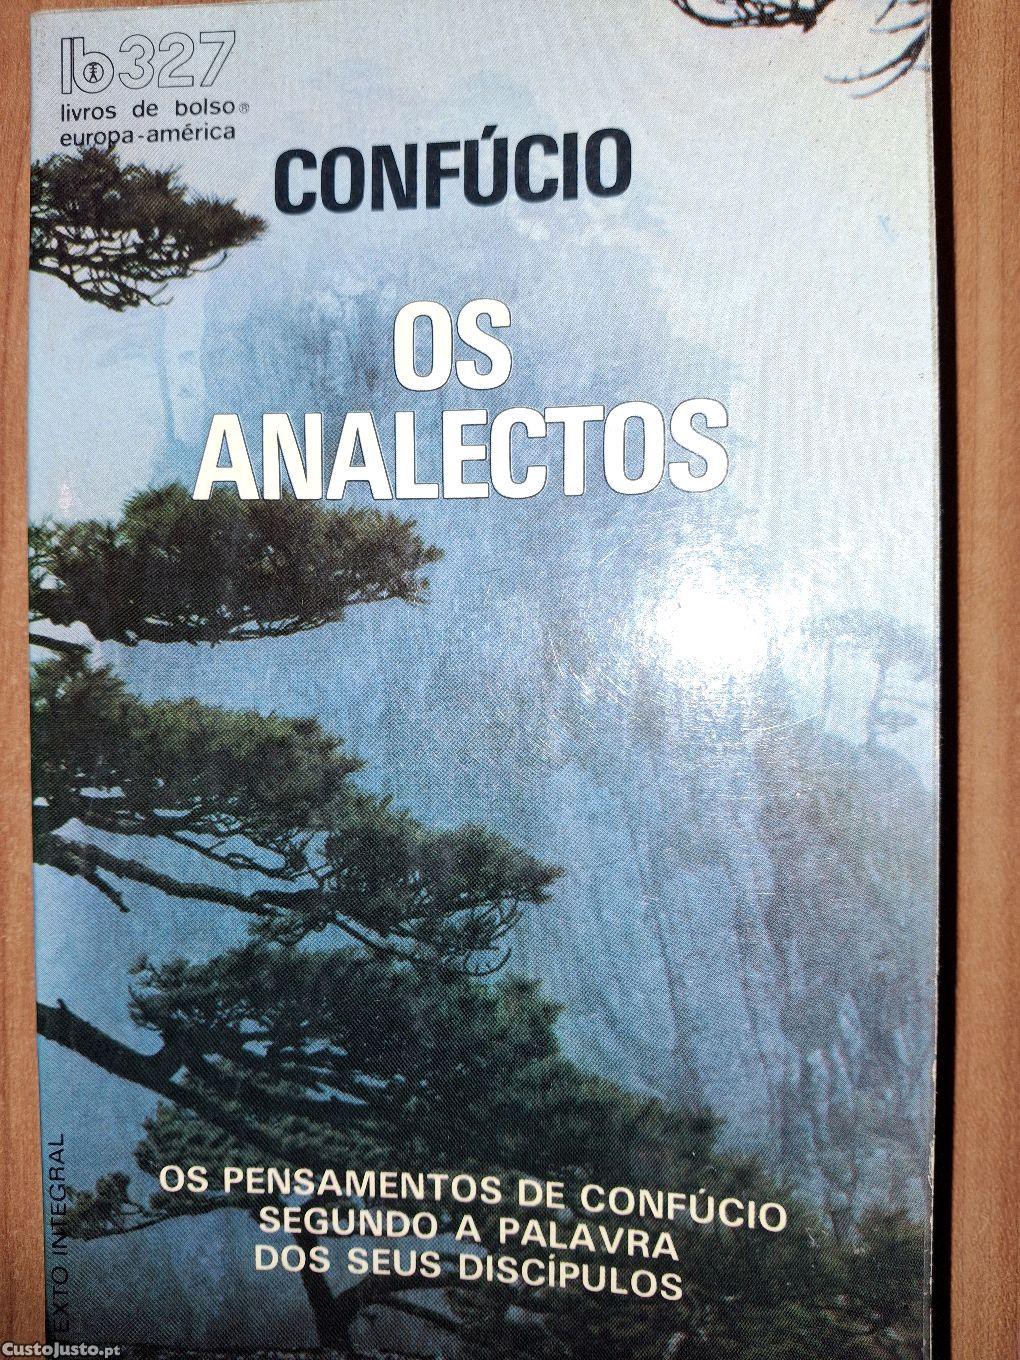 lb327
livros de bolso®
europa-américa
CONFÚCIO
OS
ANALECTOS
TEXTO INTEGRAL
OS PENSAMENTOS DE CONFÚCIO
SEGUNDO A PALAVRA
DOS SEUS DISCÍPULOS
CustoJusto.pt